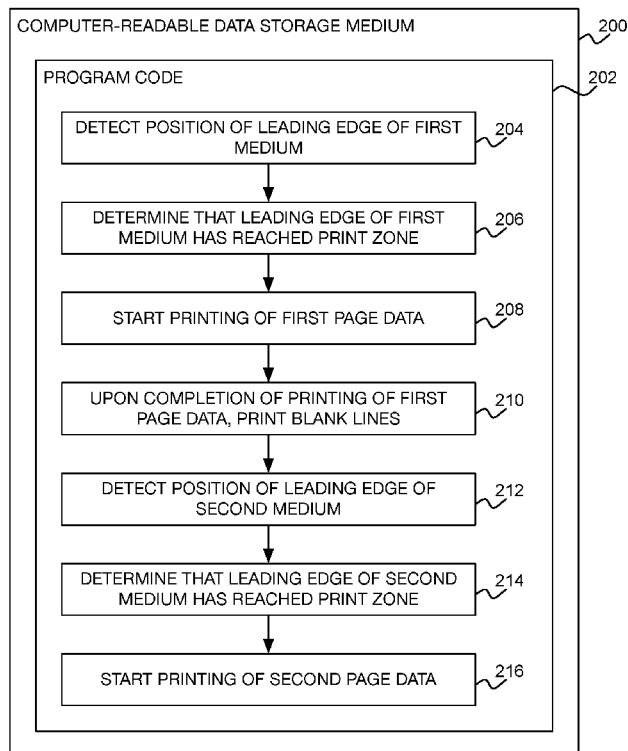 COMPUTER-READABLE DATA STORAGE MEDIUM
200
PROGRAM CODE
202
DETECT POSITION OF LEADING EDGE OF FIRST
MEDIUM
204
DETERMINE THAT LEADING EDGE OF FIRST
MEDIUM HAS REACHED PRINT ZONE
206
START PRINTING OF FIRST PAGE DATA
208
UPON COMPLETION OF PRINTING OF FIRST
PAGE DATA, PRINT BLANK LINES
210
DETECT POSITION OF LEADING EDGE OF
SECOND MEDIUM
212
DETERMINE THAT LEADING EDGE OF SECOND
MEDIUM HAS REACHED PRINT ZONE
214
START PRINTING OF SECOND PAGE DATA
216